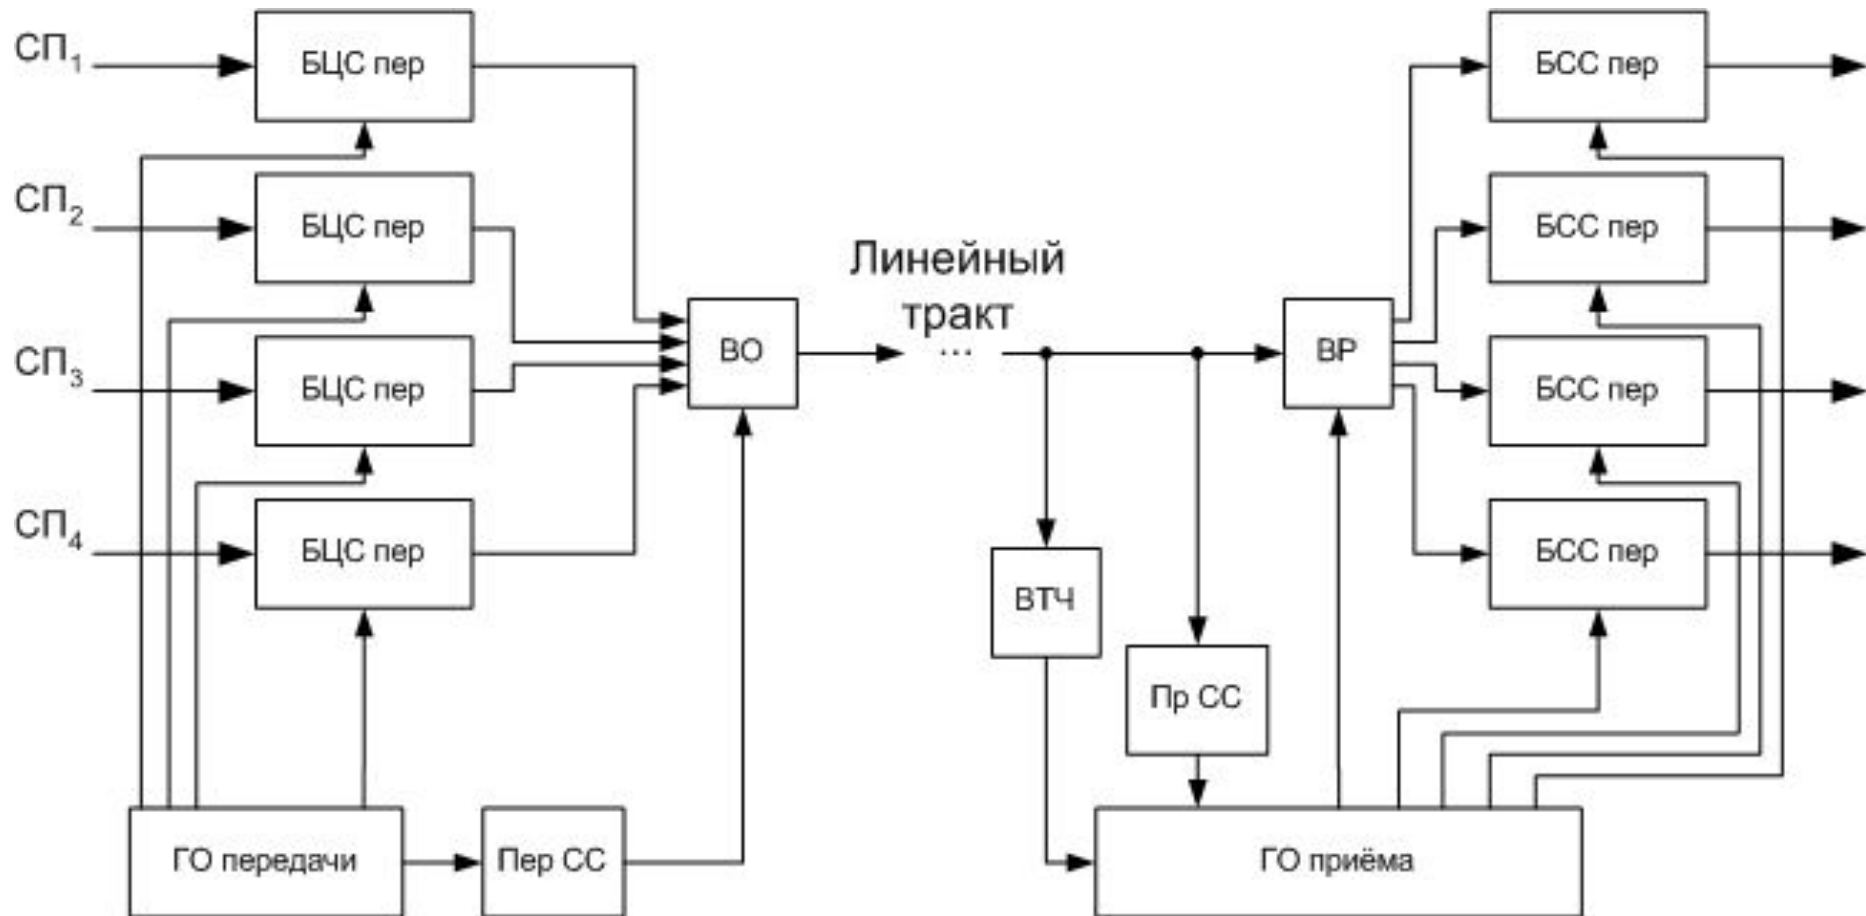 СП1
БЦС пер
БСС пер
СП2
БЦС пер
БСС пер
Линейный
тракт
...
ВО
ВР
СП3
БЦС пер
БСС пер
СП4
БЦС пер
БСС пер
ВТЧ
Пр СС
ГО передачи
Пер СС
ГО приёма